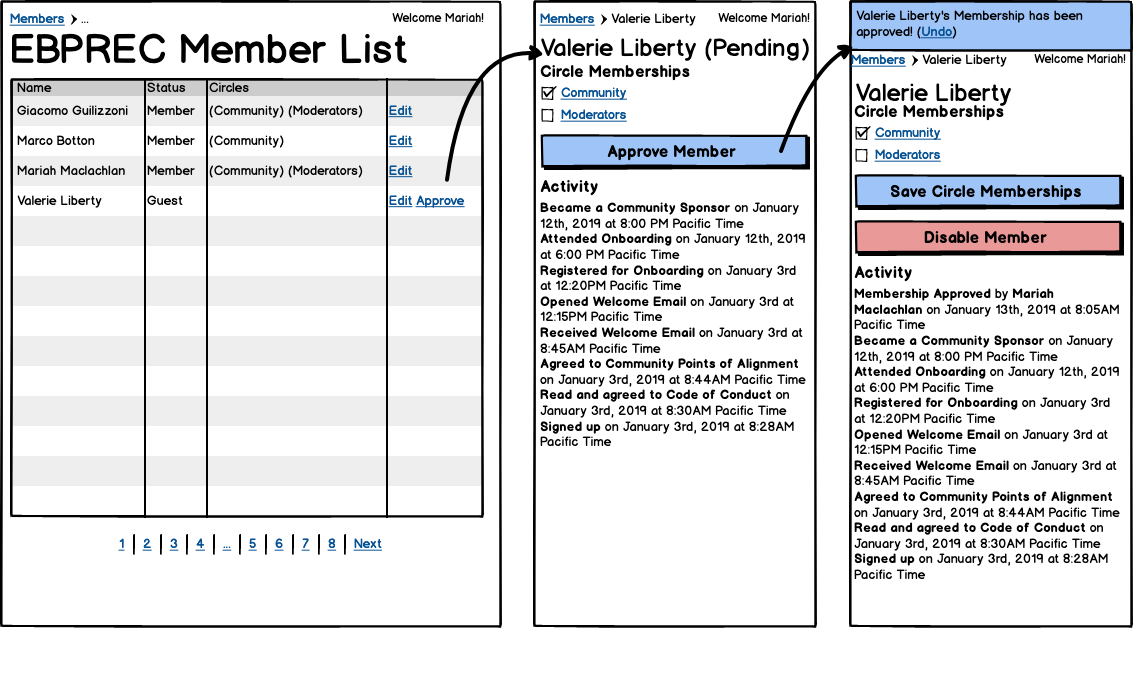 Members > ...
Welcome Mariah!
EBPREC Member List
Name Status Circles
Giacomo Guilizzoni Member (Community) (Moderators) Edit
Marco Botton Member (Community) Edit
Mariah Maclachlan Member (Community) (Moderators) Edit
Valerie Liberty Guest Edit Approve
1 | 2 | 3 | 4 | ... | 5 | 6 | 7 | 8 | Next
Members > Valerie Liberty
Welcome Mariah!
Valerie Liberty (Pending)
Circle Memberships
Community
Moderators
Approve Member
Activity
Became a Community Sponsor on January
12th, 2019 at 8:00 PM Pacific Time
Attended Onboarding on January 12th, 2019
at 6:00 PM Pacific Time
Registered for Onboarding on January 3rd
at 12:20PM Pacific Time
Opened Welcome Email on January 3rd at
12:15PM Pacific Time
Received Welcome Email on January 3rd at
8:45AM Pacific Time
Agreed to Community Points of Alignment
on January 3rd, 2019 at 8:44AM Pacific Time
Read and agreed to Code of Conduct on
January 3rd, 2019 at 8:30AM Pacific Time
Signed up on January 3rd, 2019 at 8:28AM
Pacific Time
Valerie Liberty's Membership has been
approved! (Undo)
Members > Valerie Liberty
Welcome Mariah!
Valerie Liberty
Circle Memberships
Community
Moderators
Save Circle Memberships
Disable Member
Activity
Membership Approved by Mariah
Maclachlan on January 13th, 2019 at 8:05AM
Pacific Time
Became a Community Sponsor on January
12th, 2019 at 8:00 PM Pacific Time
Attended Onboarding on January 12th, 2019
at 6:00 PM Pacific Time
Registered for Onboarding on January 3rd
at 12:20PM Pacific Time
Opened Welcome Email on January 3rd at
12:15PM Pacific Time
Received Welcome Email on January 3rd at
8:45AM Pacific Time
Agreed to Community Points of Alignment
on January 3rd, 2019 at 8:44AM Pacific Time
Read and agreed to Code of Conduct on
January 3rd, 2019 at 8:30AM Pacific Time
Signed up on January 3rd, 2019 at 8:28AM
Pacific Time